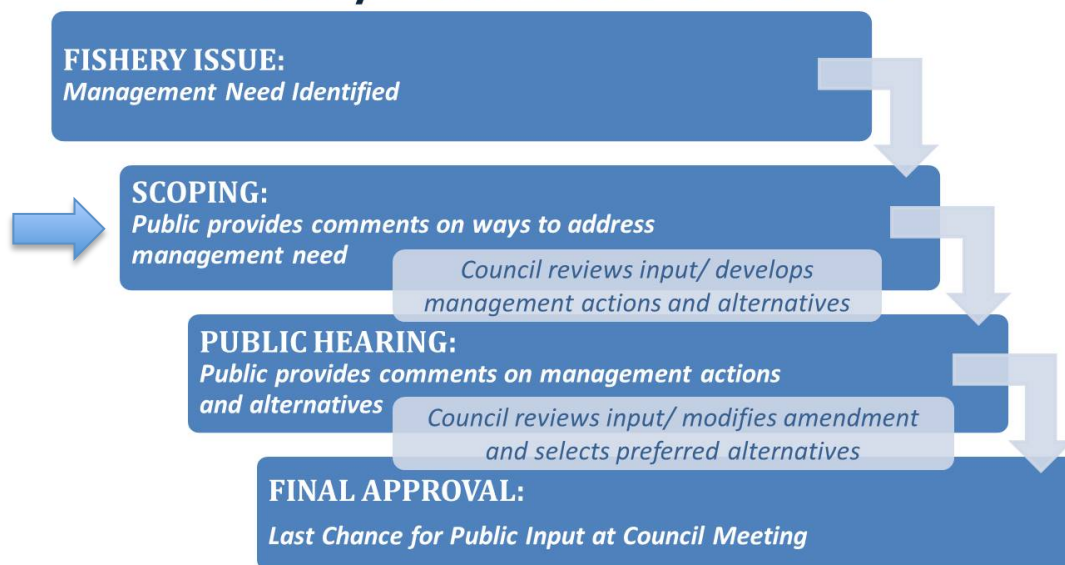 FISHERY ISSUE:
Management Need Identified
SCOPING:
Public provides comments on ways to address
management need
Council reviews input/ develops
management actions and alternatives
PUBLIC HEARING:
Public provides comments on management actions
and alternatives
Council reviews input/ modifies amendment
and selects preferred alternatives
FINAL APPROVAL:
Last Chance for Public Input at Council Meeting